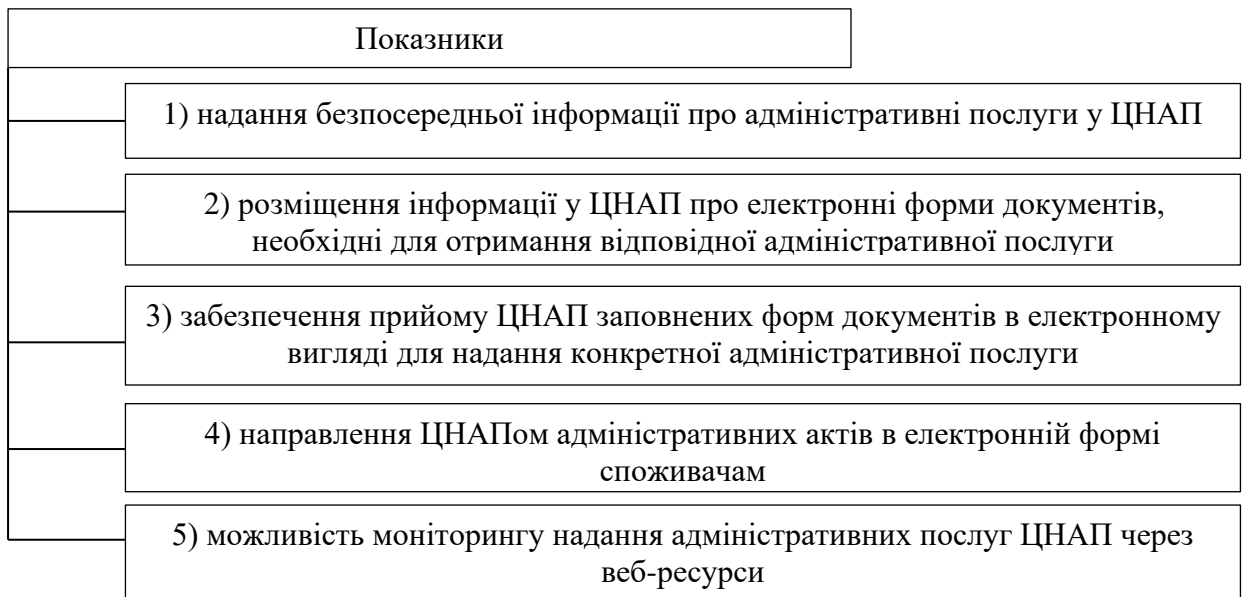 Показники
1) надання безпосередньої інформації про адміністративні послуги у ЦНАП
2) розміщення інформації у ЦНАП про електронні форми документів,
необхідні для отримання відповідної адміністративної послуги
3) забезпечення прийому ЦНАП заповнених форм документів в електронному
вигляді для надання конкретної адміністративної послуги
4) направлення ЦНАПом адміністративних актів в електронній формі
споживачам
5) можливість моніторингу надання адміністративних послуг ЦНАП через
веб-ресурси